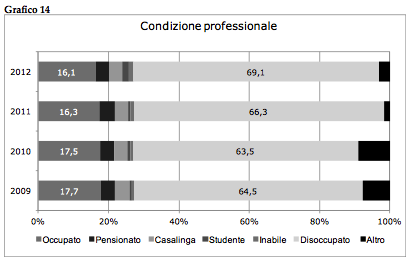 Grafico 14
Condizione professionale
2012 16,1 69,1
2011 16,3 66,3
2010 17,5 63,5
2009 17,7 64,5
0% 20% 40% 60% 80% 100%
Occupato Pensionato Casalinga Studente Inabile Disoccupato Altro